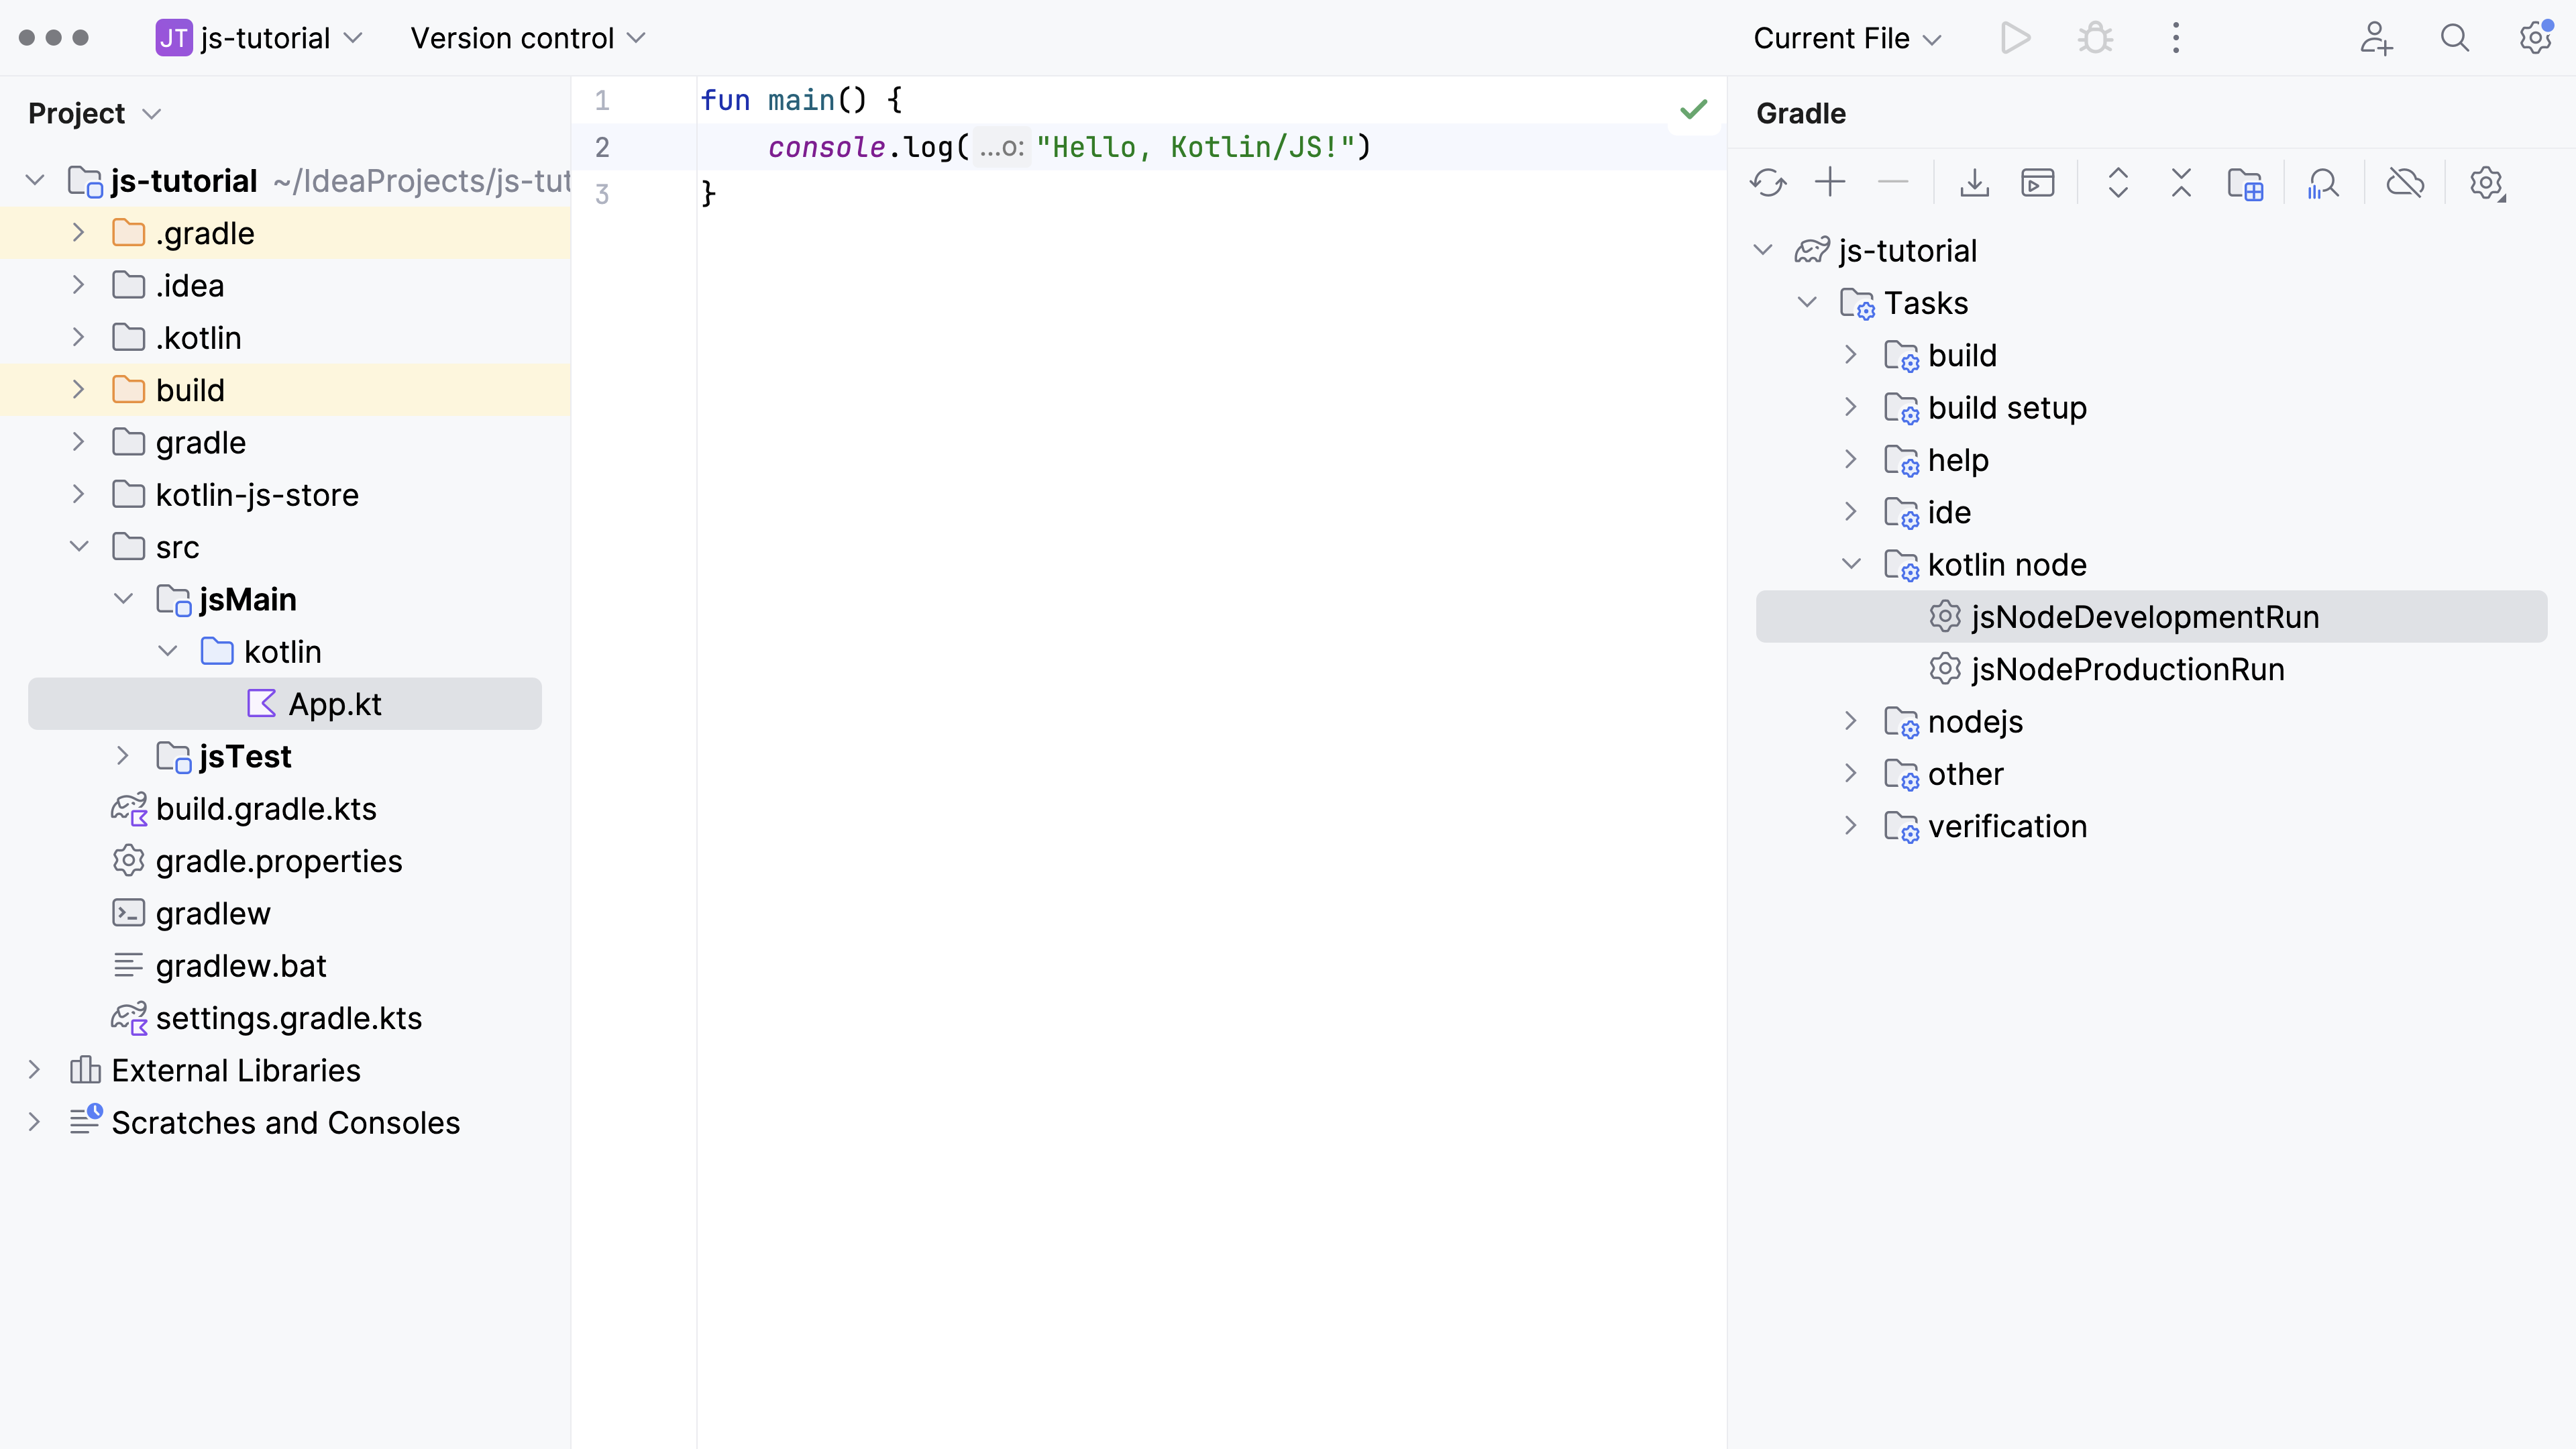 JT js-tutorial Version control Current File
Project
js-tutorial ~/IdeaProjects/js-tut
.gradle
.idea
.kotlin
build
gradle
kotlin-js-store
src
jsMain
kotlin
App.kt
jsTest
build.gradle.kts
gradle.properties
gradlew
gradlew.bat
settings.gradle.kts
External Libraries
Scratches and Consoles
1 fun main() {
2 console.log(...o: "Hello, Kotlin/JS!")
3 }
Gradle
js-tutorial
Tasks
build
build setup
help
ide
kotlin node
jsNodeDevelopmentRun
jsNodeProductionRun
nodejs
other
verification